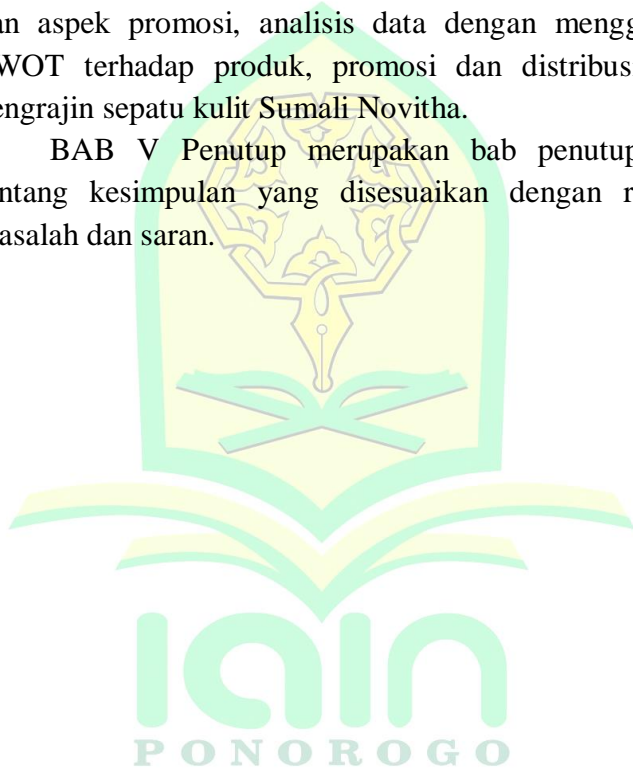 an aspek promosi, analisis data dengan mengg
WOT terhadap produk, promosi dan distribusi
engrajin sepatu kulit Sumali Novitha.
BAB V Penutup merupakan bab penutup
ntang kesimpulan yang disesuaikan dengan r
asalah dan saran.
iain
PONOROGO